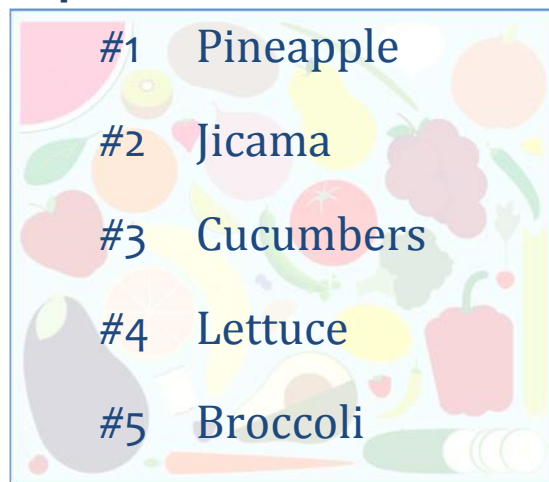 #1 Pineapple
#2 Jicama
#3 Cucumbers
#4 Lettuce
#5 Broccoli